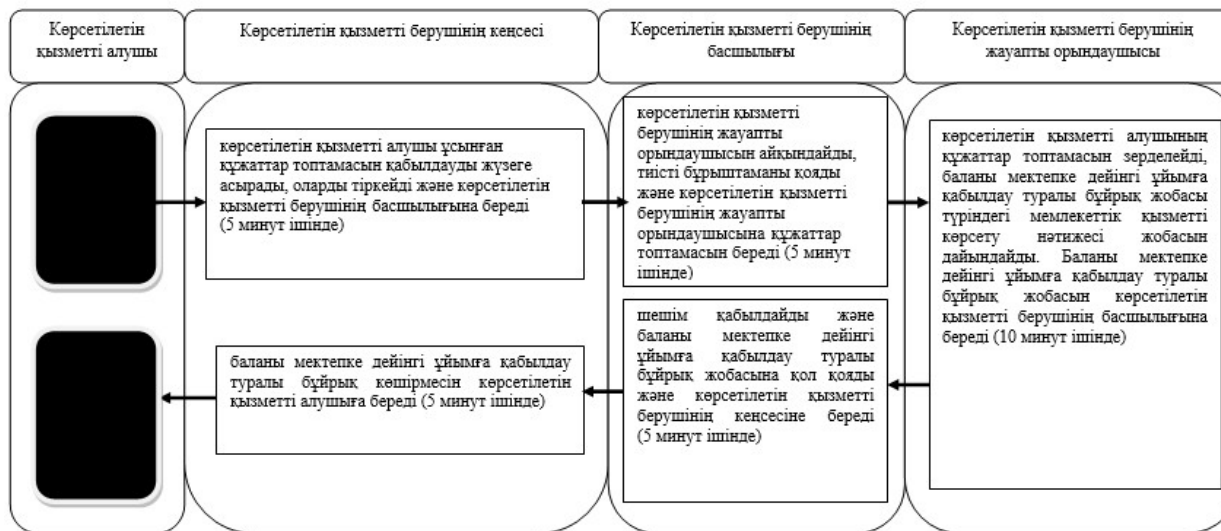 Көрсетілетін
қызметті алушы
Көрсетілетін қызметті берушінің кеңсесі
Көрсетілетін қызметті берушінің
басшылығы
Көрсетілетін қызметті берушінің
жауапты орындаушысы
көрсетілетін қызметті алушы ұсынған
құжаттар топтамасын қабылдауды жүзеге
асырады, оларды тіркейді және көрсетілетін
қызметті берушінің басшылығына береді
(5 минут ішінде)
көрсетілетін қызметті
берушінің жауапты
орындаушысын айқындайды,
тиісті бұрыштаманы қояды
және көрсетілетін қызметті
берушінің жауапты
орындаушысына құжаттар
топтамасын береді (5 минут
ішінде)
көрсетілетін қызметті алушының
құжаттар топтамасын зерделейді,
баланы мектепке дейінгі ұйымға
қабылдау туралы бұйрық жобасы
түріндегі мемлекеттік қызметті
көрсету нәтижесі жобасын
дайындайды. Баланы мектепке
дейінгі ұйымға қабылдау туралы
бұйрық жобасын көрсетілетін
қызметті берушінің басшылығына
береді (10 минут ішінде)
шешім қабылдайды және
баланы мектепке дейінгі
ұйымға қабылдау туралы
бұйрық жобасына қол қояды
және көрсетілетін қызметті
берушінің кеңсесіне береді
(5 минут ішінде)
баланы мектепке дейінгі ұйымға қабылдау
туралы бұйрық көшірмесін көрсетілетін
қызметті алушыға береді (5 минут ішінде)